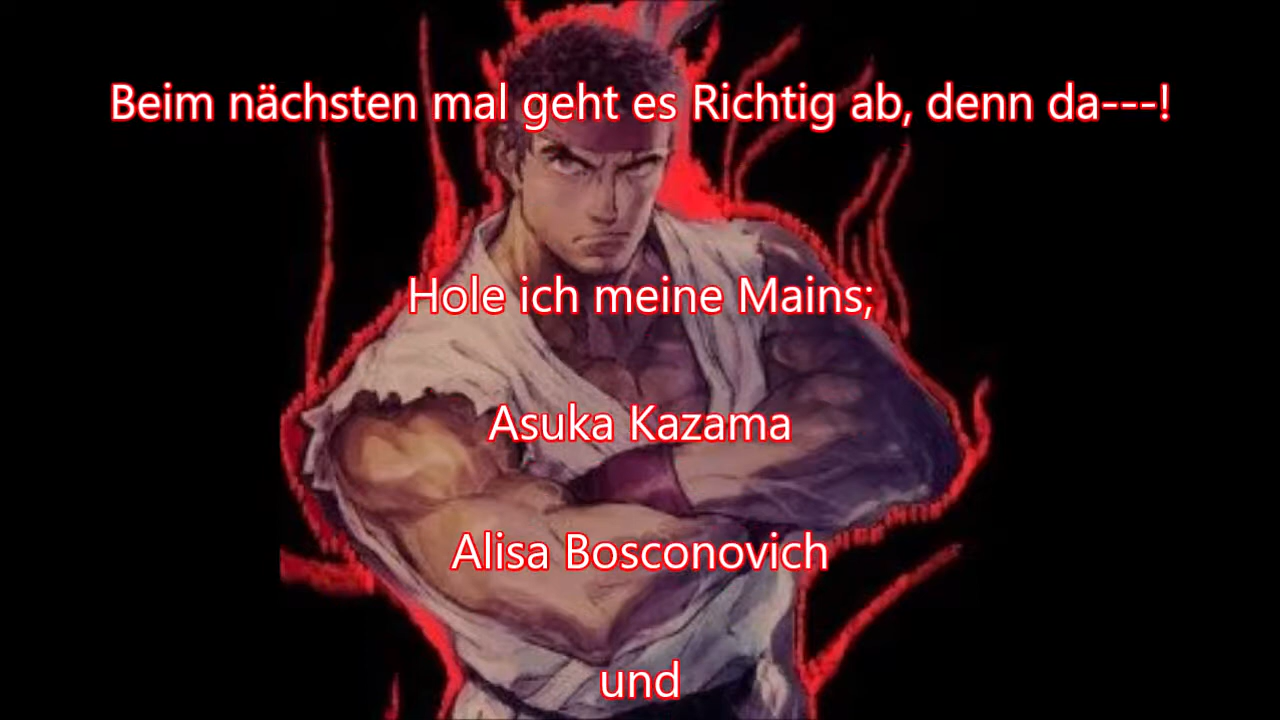 Beim nächsten mal geht es Richtig ab, denn da---!
Hole ich meine Mains;
Asuka Kazama
Alisa Bosconovich
und